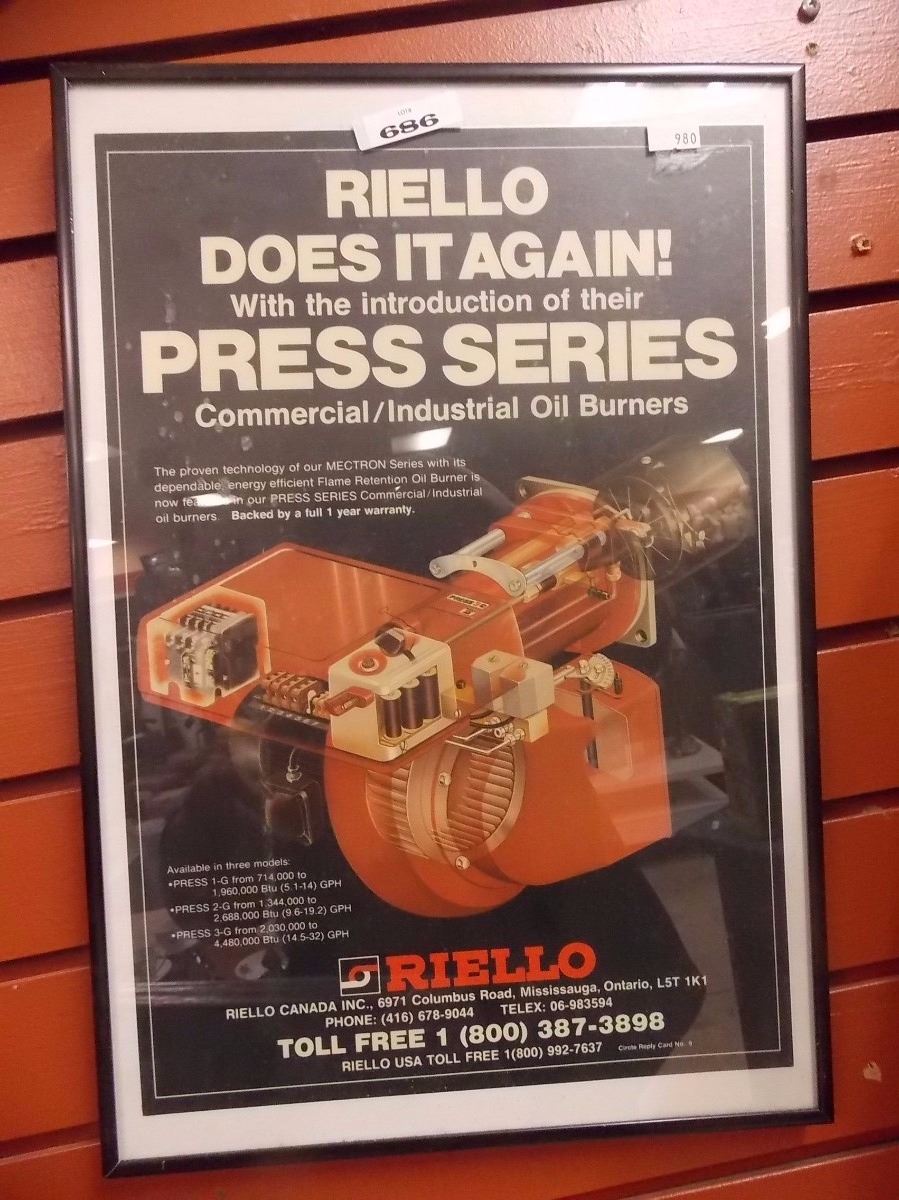 LOT#
686
980
RIELLO
DOES IT AGAIN!
With the introduction of their
PRESS SERIES
Commercial/Industrial Oil Burners
The proven technology of our MECTRON Series with its
dependable, energy efficient Flame Retention Oil Burner is
now in our PRESS SERIES Commercial/Industrial
oil burners. Backed by a full 1 year warranty.
Available in three models:
•PRESS 1-G from 714,000 to
1,960,000 Btu (5.1-14) GPH
•PRESS 2-G from 1,344,000 to
2,688,000 Btu (9.6-19.2) GPH
•PRESS 3-G from 2,030,000 to
4,480,000 Btu (14.5-32) GPH
RIELLO
RIELLO CANADA INC., 6971 Columbus Road, Mississauga, Ontario, L5T 1K1
PHONE: (416) 678-9044 TELEX: 06-983594
TOLL FREE 1 (800) 387-3898
RIELLO USA TOLL FREE 1(800) 992-7637 Circle Reply Card No. 9